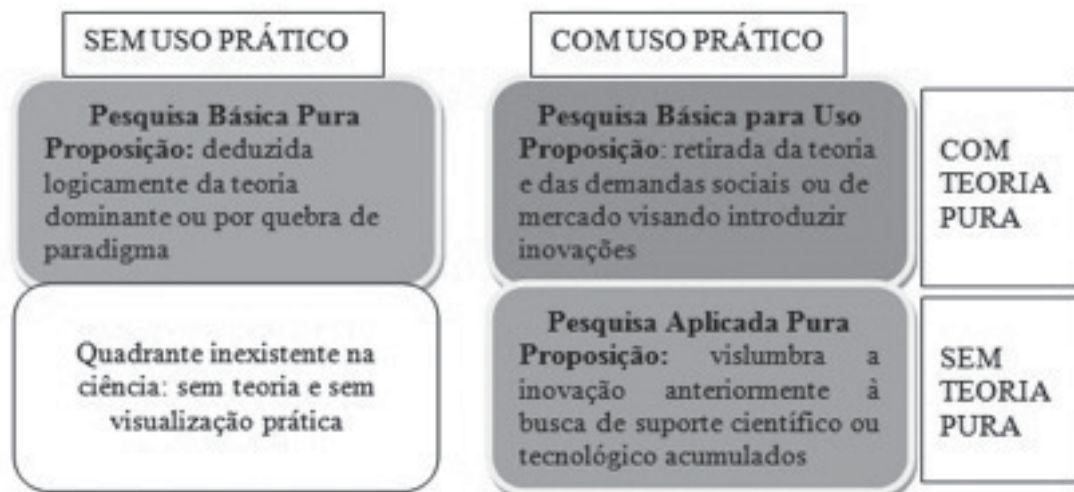 SEM USO PRÁTICO
COM USO PRÁTICO
Pesquisa Básica Pura
Proposição: deduzida
logicamente da teoria
dominante ou por quebra de
paradigma
Pesquisa Básica para Uso
Proposição: retirada da teoria
e das demandas sociais ou de
mercado visando introduzir
inovações
COM
TEORIA
PURA
Quadrante inexistente na
ciência: sem teoria e sem
visualização prática
Pesquisa Aplicada Pura
Proposição: vislumbra a
inovação anteriormente à
busca de suporte científico ou
tecnológico acumulados
SEM
TEORIA
PURA